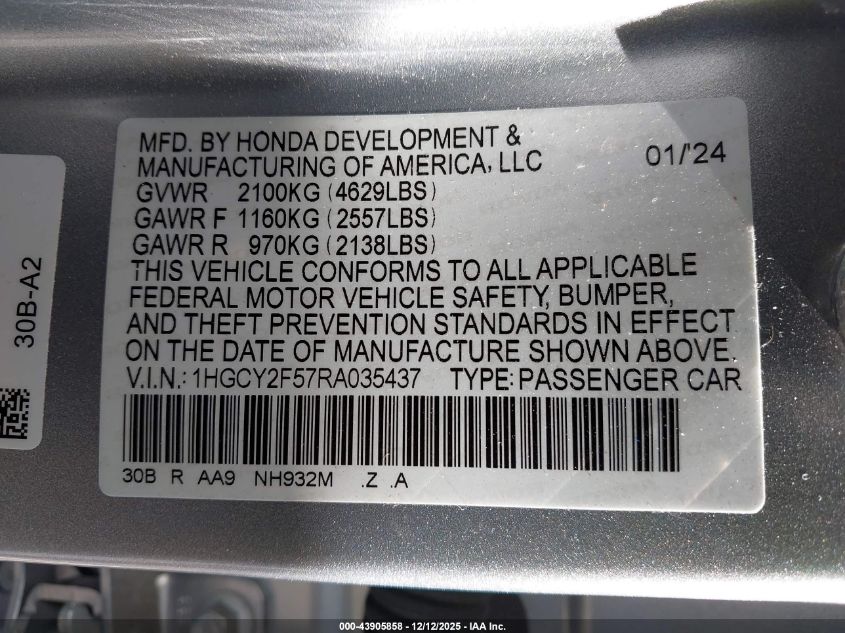 MFD. BY HONDA DEVELOPMENT &
MANUFACTURING OF AMERICA, LLC
01/'24
GVWR 2100KG (4629LBS)
GAWR F 1160KG (2557LBS)
GAWR R 970KG (2138LBS)
THIS VEHICLE CONFORMS TO ALL APPLICABLE
FEDERAL MOTOR VEHICLE SAFETY, BUMPER,
AND THEFT PREVENTION STANDARDS IN EFFECT
ON THE DATE OF MANUFACTURE SHOWN ABOVE.
V.I.N.: 1HGCY2F57RA035437 TYPE: PASSENGER CAR
30B R AA9 NH932M .Z .A
30B-A2
000-43905858 - 12/12/2025 - IAA Inc.